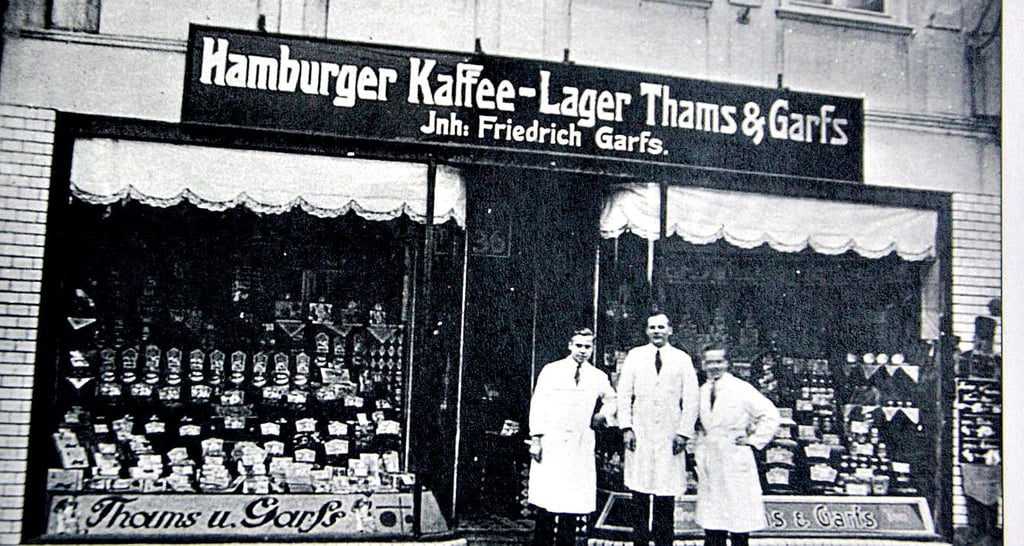 Hamburger Kaffee-Lager Thams & Garfs
Jnh: Friedrich Garfs.
36
Thams u. Garfs
s & Garfs